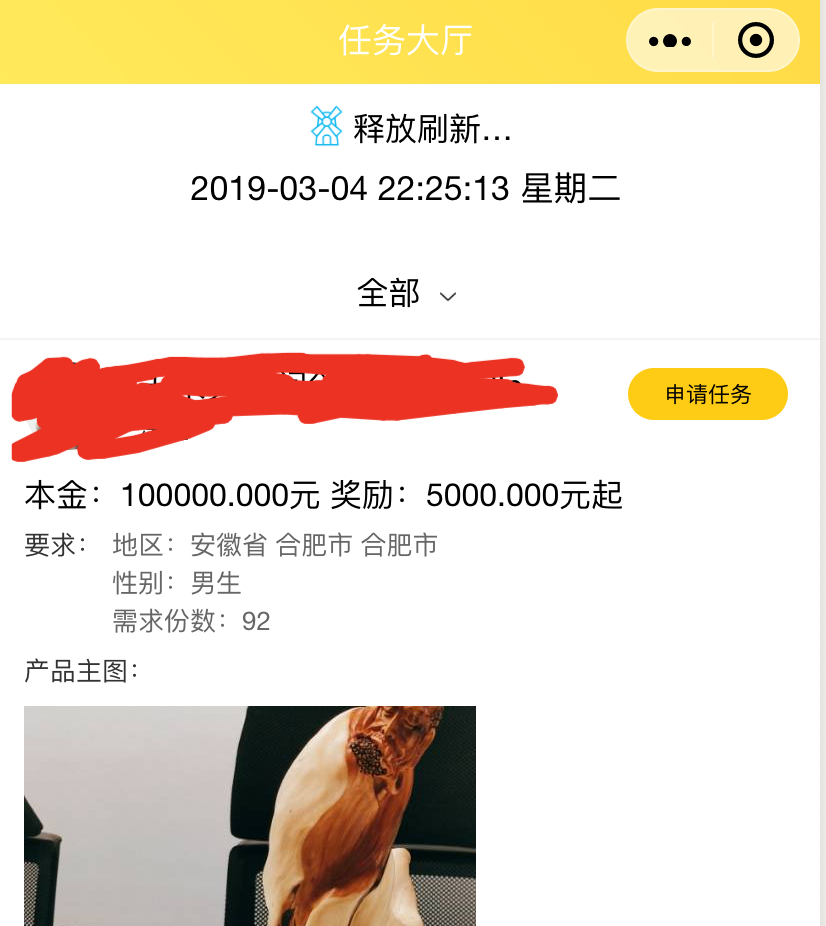 任务大厅
释放刷新...
2019-03-04 22:25:13 星期二
全部
申请任务
本金：100000.000元 奖励：5000.000元起
要求：地区：安徽省 合肥市 合肥市
性别：男生
需求份数：92
产品主图：